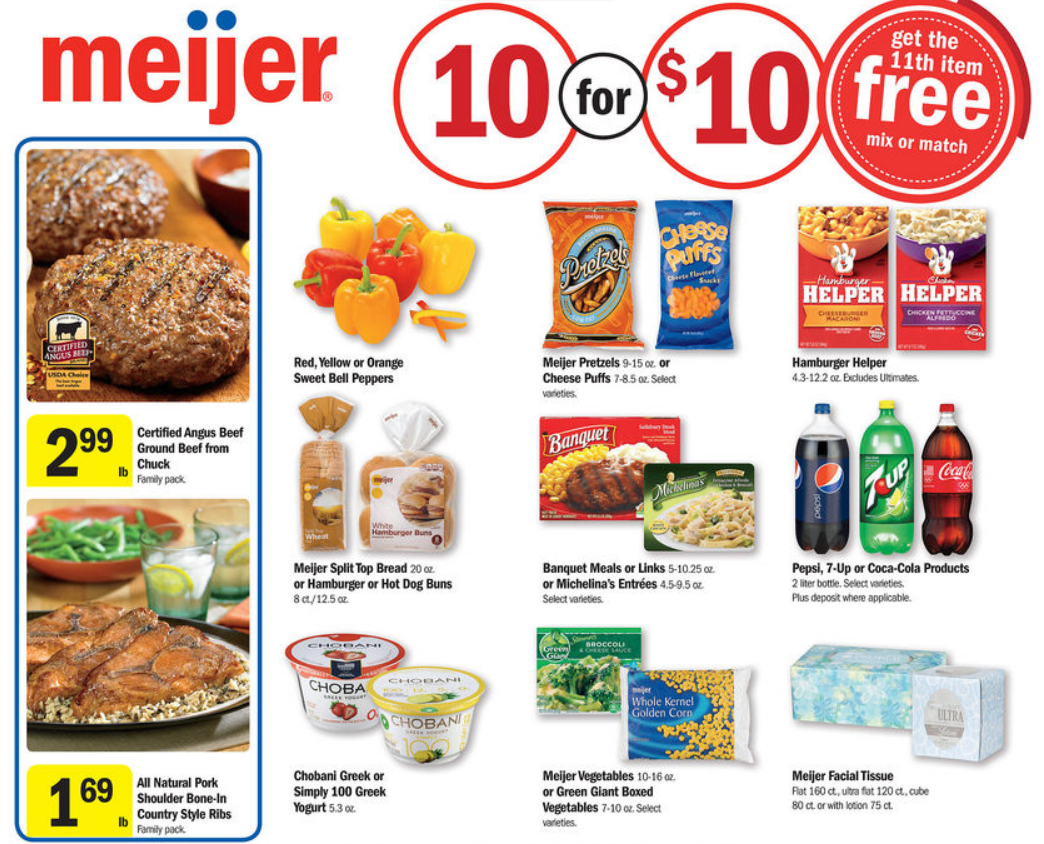 meijer
10 for $10
get the
11th item
free
mix or match
CERTIFIED
ANGUS BEEF
USDA Choice
2.99 lb
Certified Angus Beef
Ground Beef from
Chuck
Family pack.
1.69 lb
All Natural Pork
Shoulder Bone-In
Country Style Ribs
Family pack.
Red, Yellow or Orange
Sweet Bell Peppers
meijer
Pretzels
meijer
Cheese
Puffs
Cheese Flavored
Snacks
Meijer Pretzels 9-15 oz. or
Cheese Puffs 7-8.5 oz. Select
varieties.
Hamburger
HELPER
CHEESEBURGER
MACARONI
Chicken
HELPER
CHICKEN FETTUCCINE
ALFREDO
Hamburger Helper
4.3-12.2 oz. Excludes Ultimates.
Wheat
meijer
White
Hamburger Buns
Meijer Split Top Bread 20 oz.
or Hamburger or Hot Dog Buns
8 ct./12.5 oz.
Banquet
Salisbury Steak
Meal
Michelina's
Banquet Meals or Links 5-10.25 oz.
or Michelina's Entrées 4.5-9.5 oz.
Select varieties.
pepsi
7UP
Coca-Cola
Pepsi, 7-Up or Coca-Cola Products
2 liter bottle. Select varieties.
Plus deposit where applicable.
CHOBANI
CHOBA
GREEK YOGURT
0
CHOBANI
CHOBANI
GREEK YOGURT
100
Chobani Greek or
Simply 100 Greek
Yogurt 5.3 oz.
Green
Giant
Steamers
BROCCOLI
& CHEESE SAUCE
meijer
Whole Kernel
Golden Corn
Meijer Vegetables 10-16 oz.
or Green Giant Boxed
Vegetables 7-10 oz. Select
varieties.
ULTRA
Meijer Facial Tissue
Flat 160 ct., ultra flat 120 ct., cube
80 ct. or with lotion 75 ct.